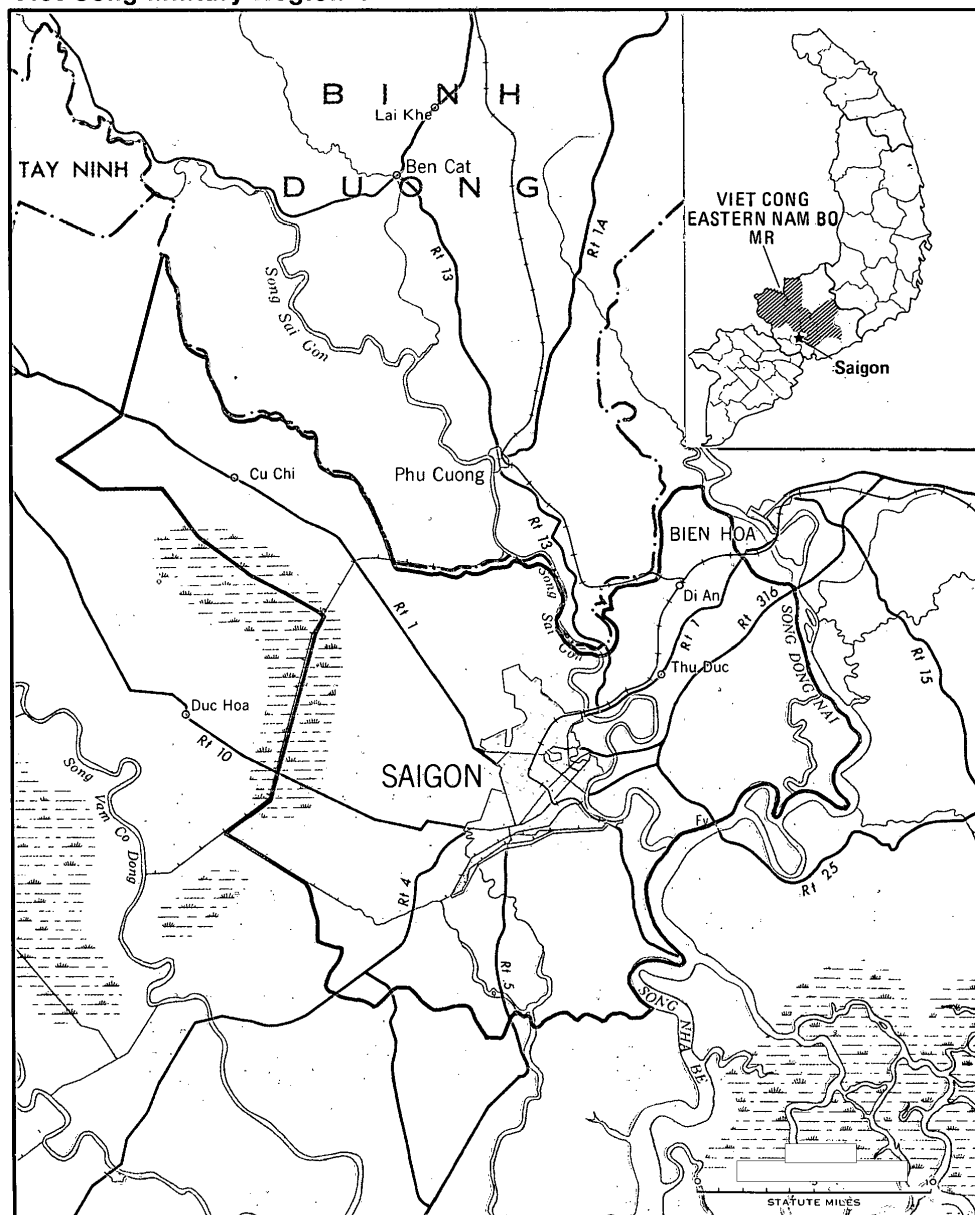 B I N H
Lai Khe
TAY NINH
Ben Cat
D U O N G
VIET CONG
EASTERN NAM BO
MR
Saigon
Rt 13
Rt 1A
Song Sai Gon
Phu Cuong
Cu Chi
Rt 13
BIEN HOA
Song Sai Gon
Di An
Rt 1
Rt 1
Rt 316
SONG DONG NAI
Thu Duc
Rt 15
Duc Hoa
Rt 10
SAIGON
Song Vam Co Dong
Fy
Rt 25
Rt 4
Rt 5
SONG NHA BE
10
STATUTE MILES